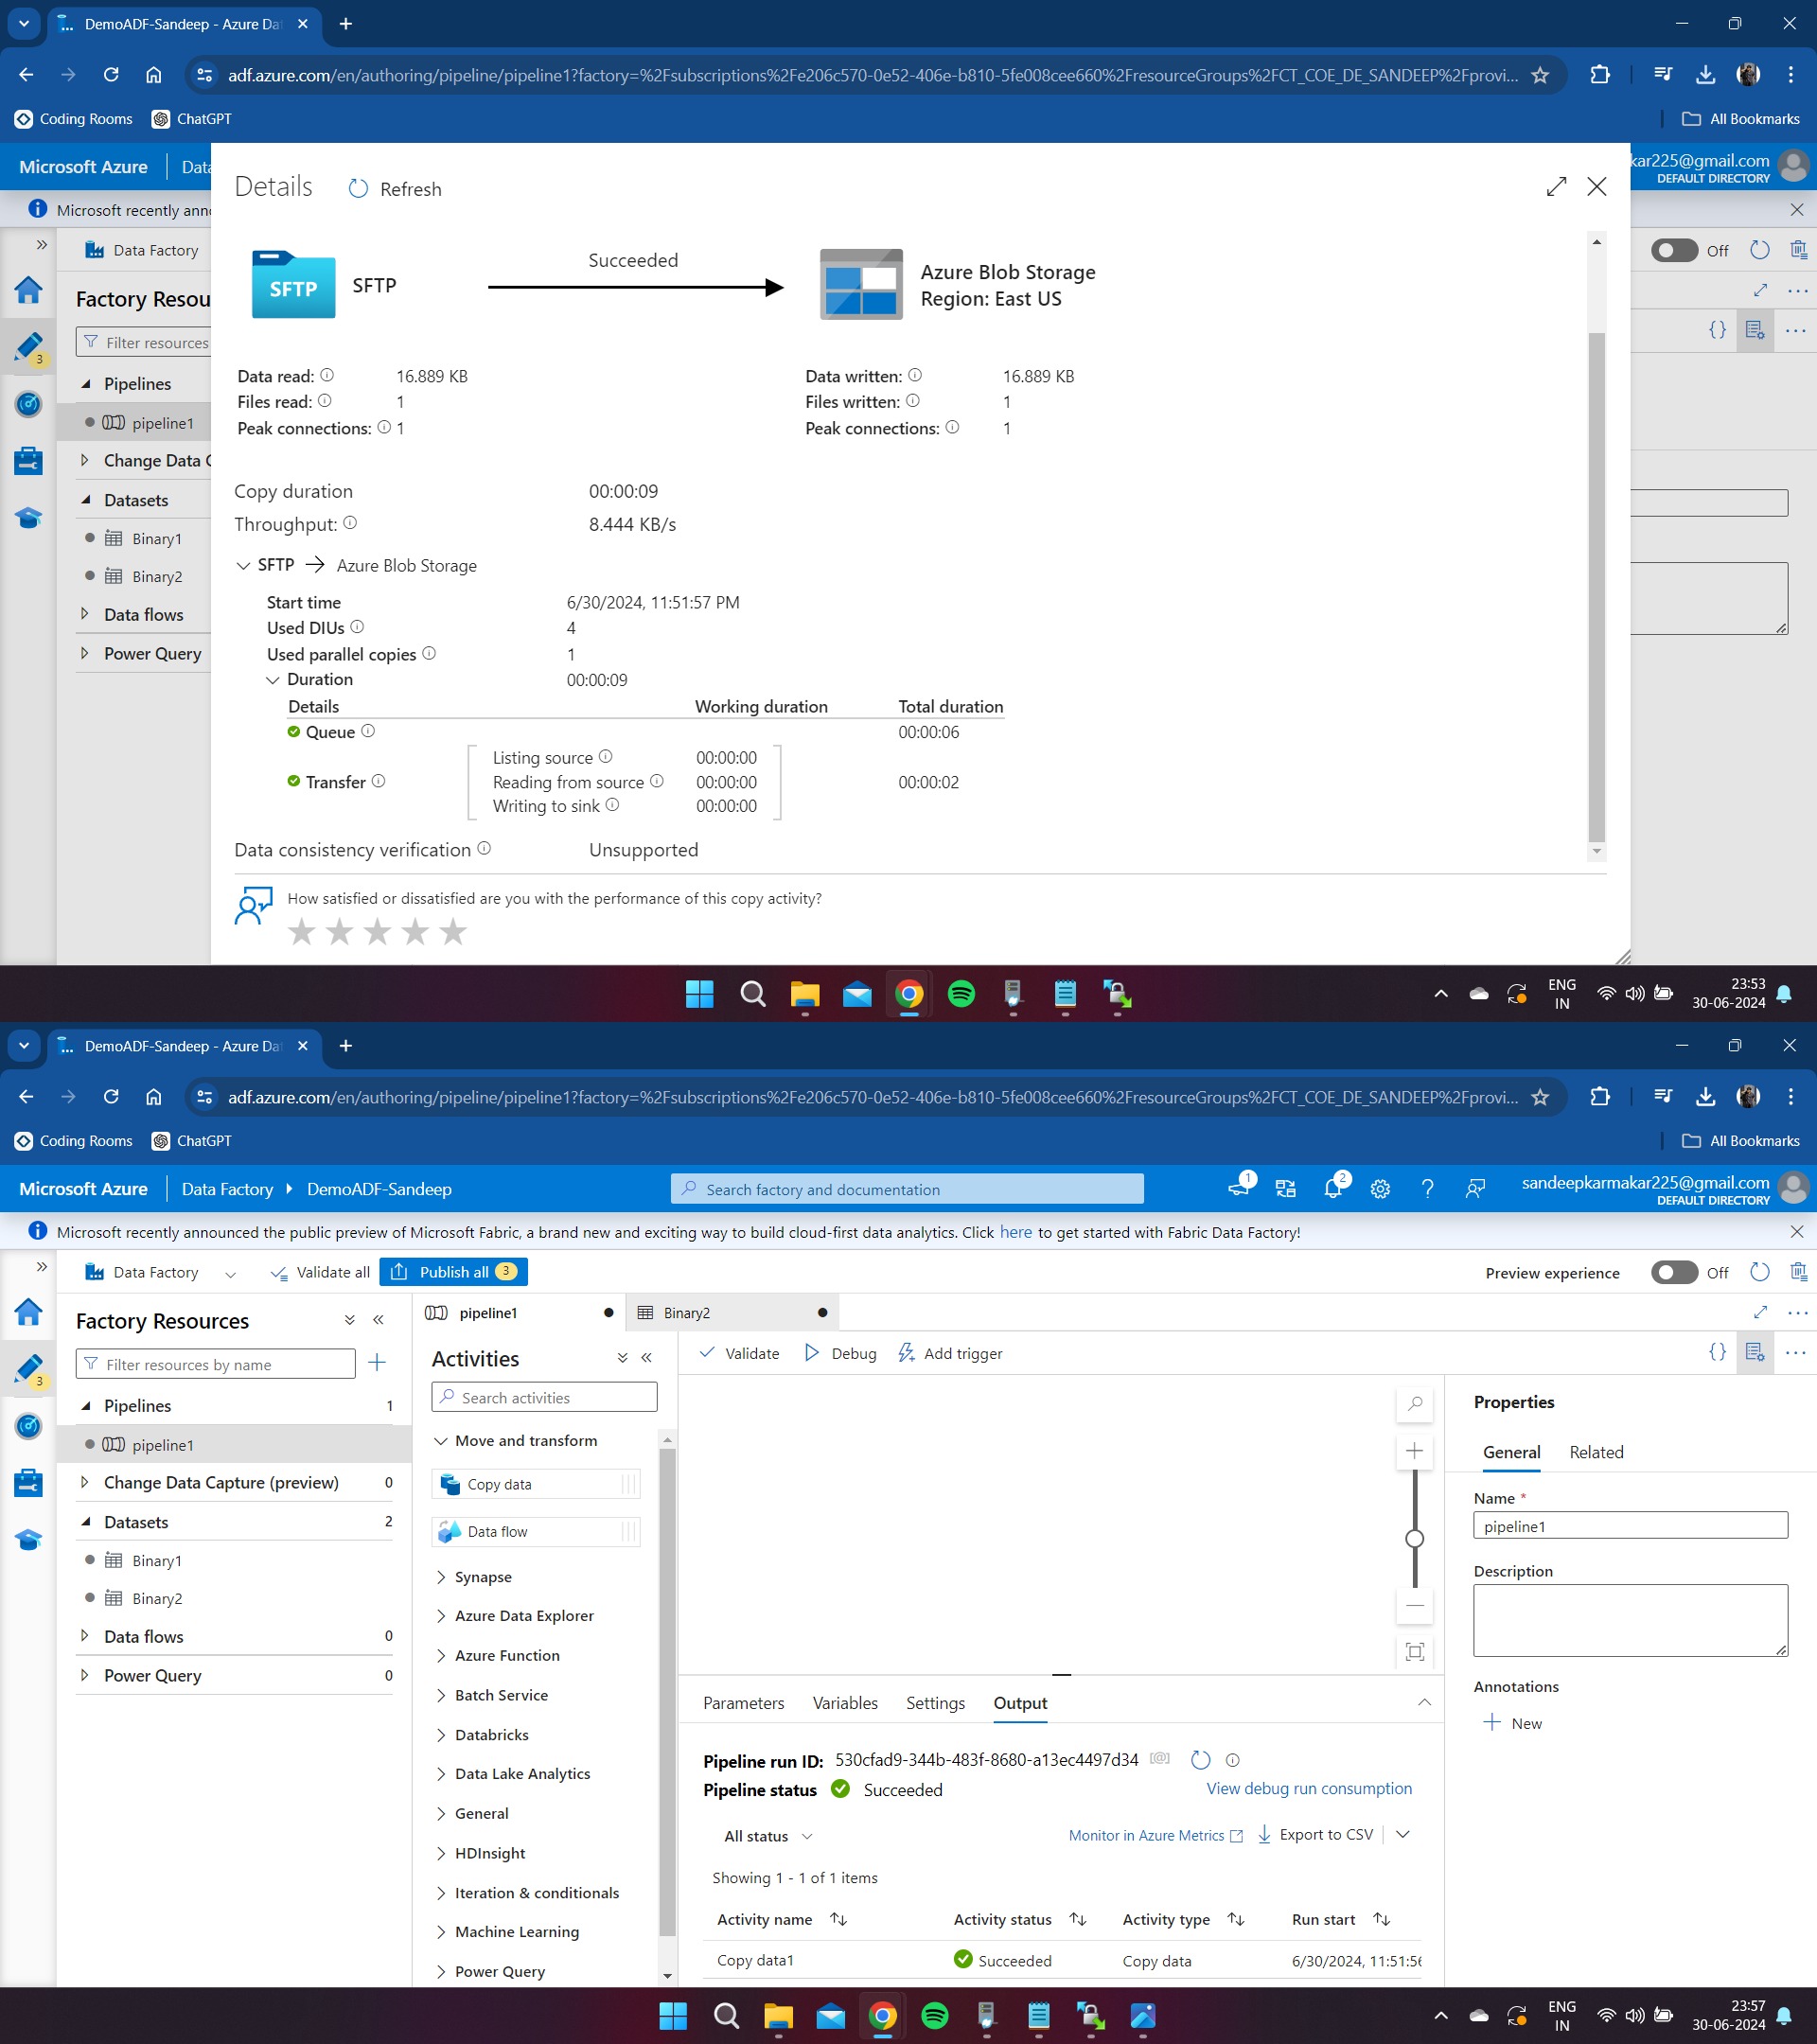 DemoADF-Sandeep - Azure Da
adf.azure.com/en/authoring/pipeline/pipeline1?factory=%2Fsubscriptions%2Fe206c570-0e52-406e-b810-5fe008cee660%2FresourceGroups%2FCT_COE_DE_SANDEEP%2Fprovi...
Coding Rooms ChatGPT All Bookmarks
Microsoft Azure Data kar225@gmail.com
DEFAULT DIRECTORY
Microsoft recently ann
Details Refresh
Data Factory Off
Factory Resou
Filter resources
Pipelines
3
pipeline1
Change Data C
Datasets
Binary1
Binary2
Data flows
Power Query
SFTP SFTP Succeeded Azure Blob Storage
Region: East US
Data read: 16.889 KB Data written: 16.889 KB
Files read: 1 Files written: 1
Peak connections: 1 Peak connections: 1
Copy duration 00:00:09
Throughput: 8.444 KB/s
SFTP Azure Blob Storage
Start time 6/30/2024, 11:51:57 PM
Used DIUs 4
Used parallel copies 1
Duration 00:00:09
Details Working duration Total duration
Queue 00:00:06
Listing source 00:00:00
Transfer Reading from source 00:00:00 00:00:02
Writing to sink 00:00:00
Data consistency verification Unsupported
How satisfied or dissatisfied are you with the performance of this copy activity?
ENG
IN
23:53
30-06-2024
DemoADF-Sandeep - Azure Da
adf.azure.com/en/authoring/pipeline/pipeline1?factory=%2Fsubscriptions%2Fe206c570-0e52-406e-b810-5fe008cee660%2FresourceGroups%2FCT_COE_DE_SANDEEP%2Fprovi...
Coding Rooms ChatGPT All Bookmarks
Microsoft Azure Data Factory DemoADF-Sandeep Search factory and documentation 1 2 sandeepkarmakar225@gmail.com
DEFAULT DIRECTORY
Microsoft recently announced the public preview of Microsoft Fabric, a brand new and exciting way to build cloud-first data analytics. Click here to get started with Fabric Data Factory!
Data Factory Validate all Publish all 3 Preview experience Off
Factory Resources
Filter resources by name
Pipelines 1
3
pipeline1
Change Data Capture (preview) 0
Datasets 2
Binary1
Binary2
Data flows 0
Power Query 0
pipeline1 Binary2
Activities
Search activities
Move and transform
Copy data
Data flow
Synapse
Azure Data Explorer
Azure Function
Batch Service
Databricks
Data Lake Analytics
General
HDInsight
Iteration & conditionals
Machine Learning
Power Query
Validate Debug Add trigger
Parameters Variables Settings Output
Pipeline run ID: 530cfad9-344b-483f-8680-a13ec4497d34
Pipeline status Succeeded View debug run consumption
All status Monitor in Azure Metrics Export to CSV
Showing 1 - 1 of 1 items
Activity name Activity status Activity type Run start
Copy data1 Succeeded Copy data 6/30/2024, 11:51:56
Properties
General Related
Name *
pipeline1
Description
Annotations
New
ENG
IN
23:57
30-06-2024